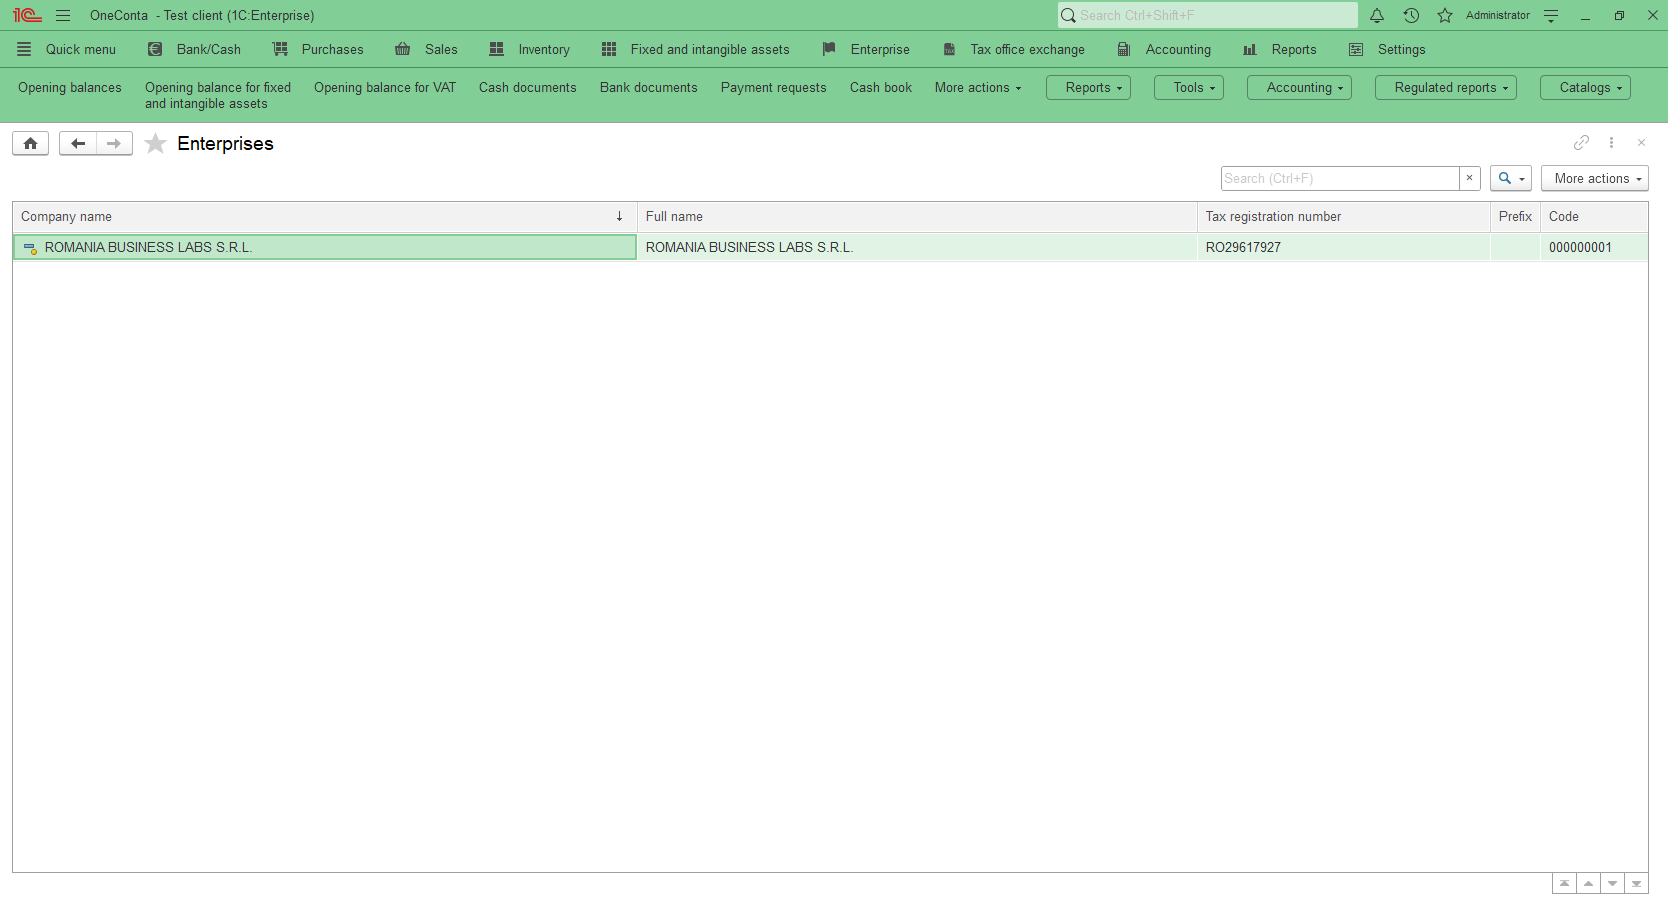 1C OneConta - Test client (1C:Enterprise) Search Ctrl+Shift+F Administrator
Quick menu Bank/Cash Purchases Sales Inventory Fixed and intangible assets Enterprise Tax office exchange Accounting Reports Settings
Opening balances Opening balance for fixed and intangible assets Opening balance for VAT Cash documents Bank documents Payment requests Cash book More actions Reports Tools Accounting Regulated reports Catalogs
Enterprises
Search (Ctrl+F) × More actions
Company name ↓ Full name Tax registration number Prefix Code
ROMANIA BUSINESS LABS S.R.L. ROMANIA BUSINESS LABS S.R.L. RO29617927 000000001